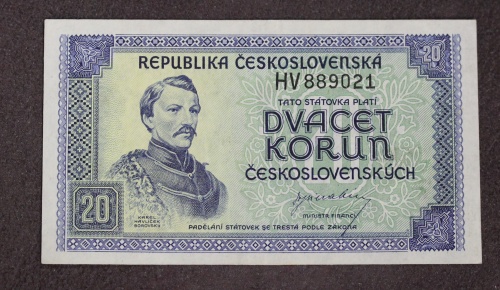 20
REPUBLIKA ČESKOSLOVENSKÁ
HV 889021
TATO STÁTOVKA PLATÍ
DVACET
KORUN
ČESKOSLOVENSKÝCH
MINISTR FINANCÍ
20
KAREL
HAVLÍČEK
BOROVSKÝ
PADĚLÁNÍ STÁTOVEK SE TRESTÁ PODLE ZÁKONA